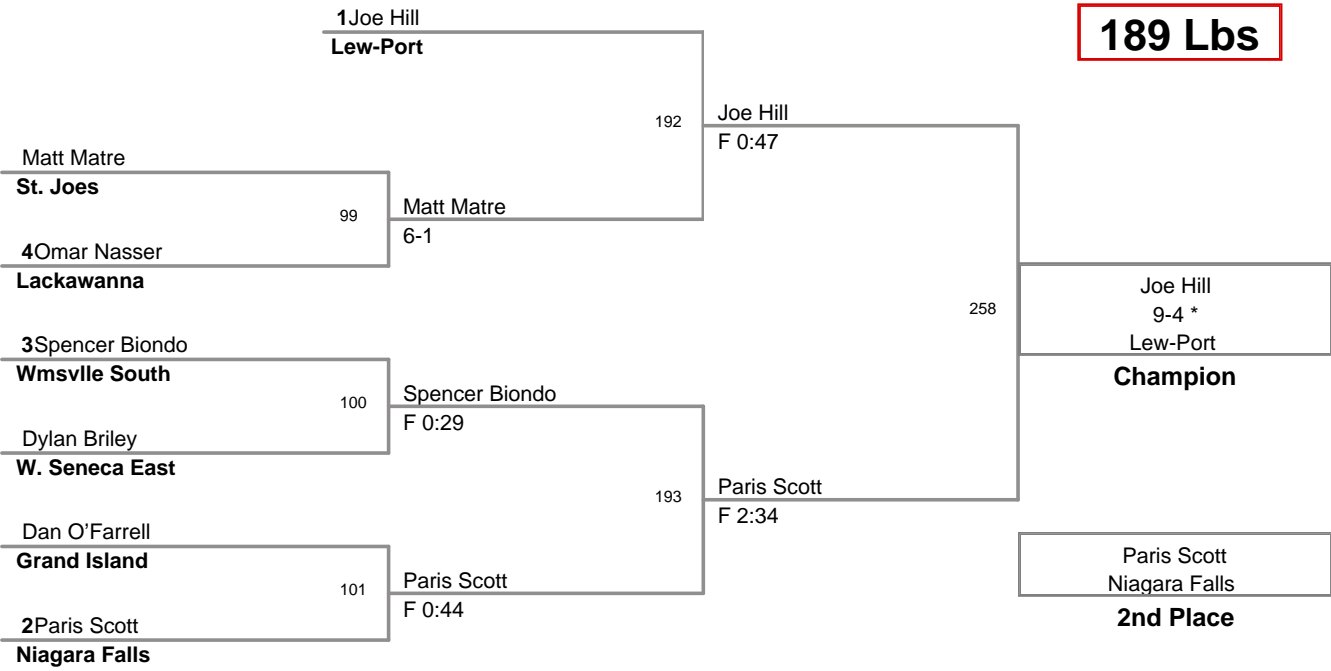 1Joe Hill
Lew-Port
189 Lbs
192
Joe Hill
F 0:47
Matt Matre
St. Joes
99
Matt Matre
6-1
4Omar Nasser
Lackawanna
258
Joe Hill
9-4 *
Lew-Port
Champion
3Spencer Biondo
Wmsvlle South
100
Spencer Biondo
F 0:29
Dylan Briley
W. Seneca East
193
Paris Scott
F 2:34
Dan O'Farrell
Grand Island
101
Paris Scott
F 0:44
2Paris Scott
Niagara Falls
Paris Scott
Niagara Falls
2nd Place